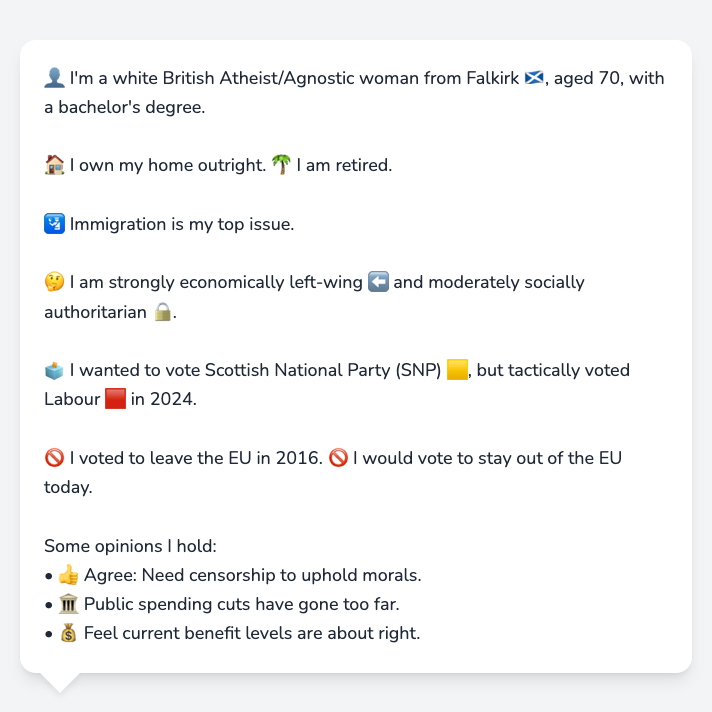 👤 I'm a white British Atheist/Agnostic woman from Falkirk 🏴󠁧󠁢󠁳󠁣󠁴󠁿, aged 70, with
a bachelor's degree.
🏠 I own my home outright. 🌴 I am retired.
🛂 Immigration is my top issue.
🤔 I am strongly economically left-wing ⬅️ and moderately socially
authoritarian 🔒.
🗳️ I wanted to vote Scottish National Party (SNP) 🟨, but tactically voted
Labour 🟥 in 2024.
🚫 I voted to leave the EU in 2016. 🚫 I would vote to stay out of the EU
today.
Some opinions I hold:
• 👍 Agree: Need censorship to uphold morals.
• 🏛️ Public spending cuts have gone too far.
• 💰 Feel current benefit levels are about right.